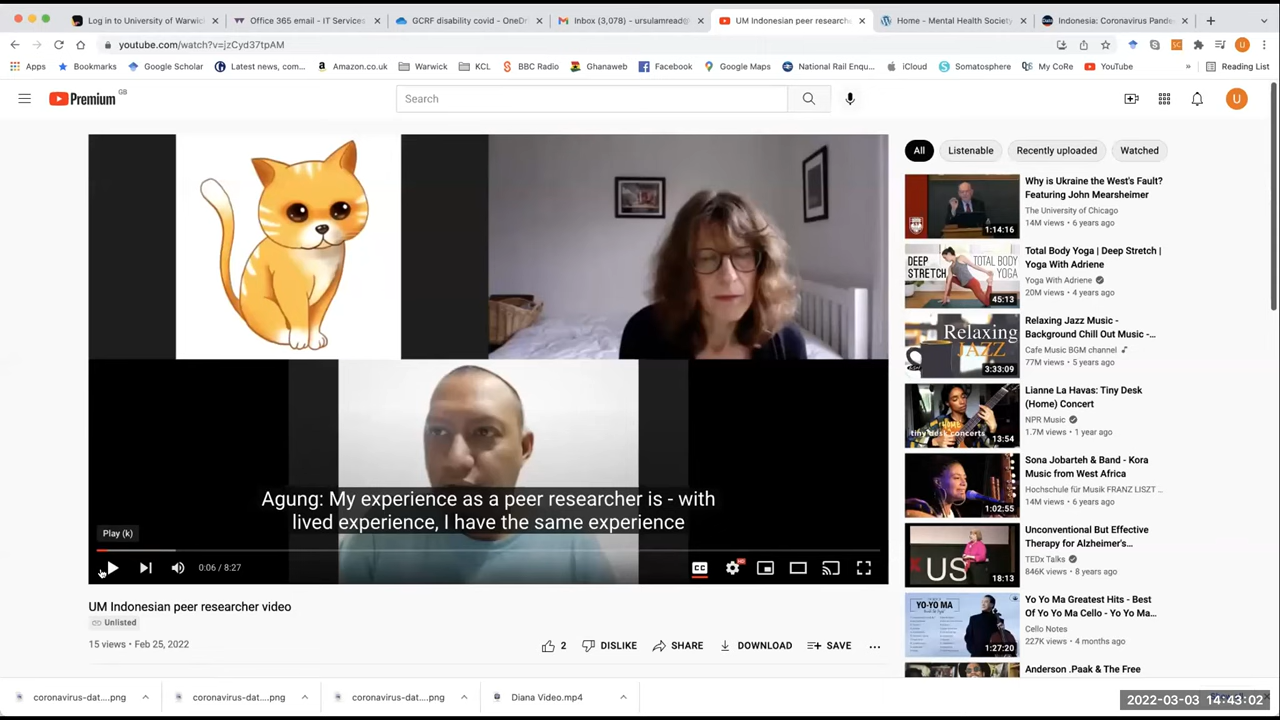 Log in to University of Warwick
Office 365 email - IT Services
GCRF disability covid - OneDri
Inbox (3,078) - ursulamread@
UM Indonesian peer research
Home - Mental Health Society
Indonesia: Coronavirus Pande
youtube.com/watch?v=jzCyd37tpAM
Apps
Bookmarks
Google Scholar
Latest news, com...
Amazon.co.uk
Warwick
KCL
BBC Radio
Ghanaweb
Facebook
Google Maps
National Rail Enqu...
iCloud
Somatosphere
My CoRe
YouTube
»
Reading List
Premium GB
Search
U
All
Listenable
Recently uploaded
Watched
Why is Ukraine the West's Fault?
Featuring John Mearsheimer
The University of Chicago
14M views • 6 years ago
1:14:16
Total Body Yoga | Deep Stretch |
Yoga With Adriene
Yoga With Adriene
20M views • 4 years ago
DEEP
STRETCH
TOTAL
BODY
YOGA
45:13
Relaxing Jazz Music -
Background Chill Out Music -...
Cafe Music BGM channel
77M views • 5 years ago
Relaxing
JAZZ
3:33:09
Lianne La Havas: Tiny Desk
(Home) Concert
NPR Music
1.7M views • 1 year ago
HOME
tiny desk concerts
13:54
Sona Jobarteh & Band - Kora
Music from West Africa
Hochschule für Musik FRANZ LISZT ...
14M views • 6 years ago
1:02:55
Unconventional But Effective
Therapy for Alzheimer's...
TEDx Talks
846K views • 8 years ago
US
18:13
Yo Yo Ma Greatest Hits - Best
Of Yo Yo Ma Cello - Yo Yo Ma...
Cello Notes
227K views • 4 months ago
YO-YO MA
1:27:20
Anderson .Paak & The Free
Agung: My experience as a peer researcher is - with
lived experience, I have the same experience
Play (k)
0:06 / 8:27
CC
HD
UM Indonesian peer researcher video
Unlisted
15 views • Feb 25, 2022
2
DISLIKE
SHARE
DOWNLOAD
SAVE
...
coronavirus-dat....png
coronavirus-dat....png
coronavirus-dat....png
Diana Video.mp4
2022-03-03 14:43:02